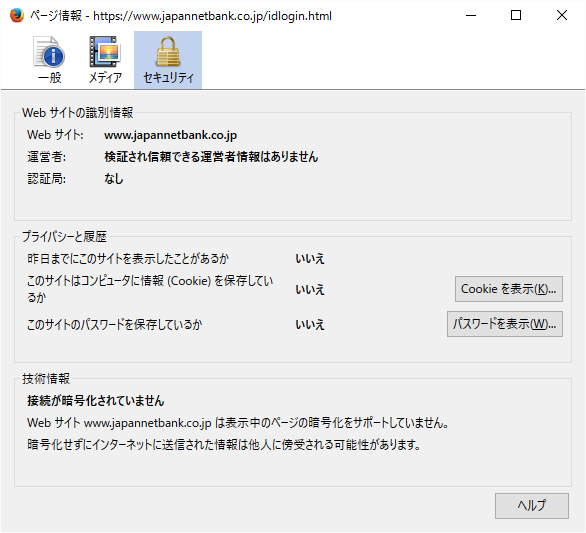 ページ情報 - https://www.japannetbank.co.jp/idlogin.html
一般 メディア セキュリティ
Web サイトの識別情報
Web サイト: www.japannetbank.co.jp
運営者: 検証され信頼できる運営者情報はありません
認証局: なし
プライバシーと履歴
昨日までにこのサイトを表示したことがあるか いいえ
このサイトはコンピュータに情報 (Cookie) を保存してい
るか いいえ Cookie を表示(K)...
このサイトのパスワードを保存しているか いいえ パスワードを表示(W)...
技術情報
接続が暗号化されていません
Web サイト www.japannetbank.co.jp は表示中のページの暗号化をサポートしていません。
暗号化せずにインターネットに送信された情報は他人に傍受される可能性があります。
ヘルプ